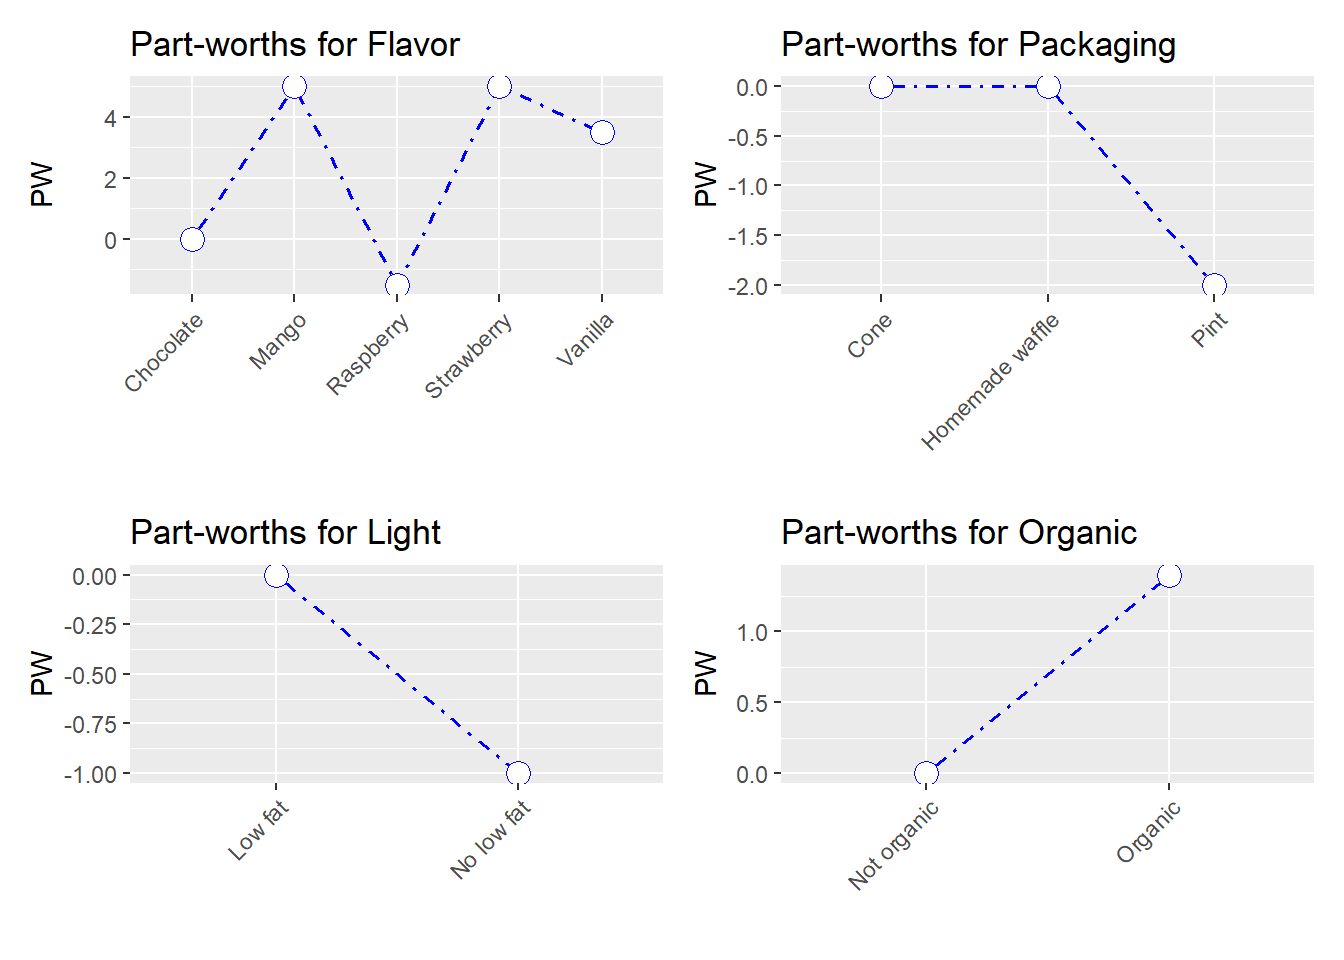 Part-worths for Flavor
PW
4
2
0
Chocolate
Mango
Raspberry
Strawberry
Vanilla
Part-worths for Packaging
PW
0.0
-0.5
-1.0
-1.5
-2.0
Cone
Homemade waffle
Pint
Part-worths for Light
PW
0.00
-0.25
-0.50
-0.75
-1.00
Low fat
No low fat
Part-worths for Organic
PW
1.0
0.5
0.0
Not organic
Organic